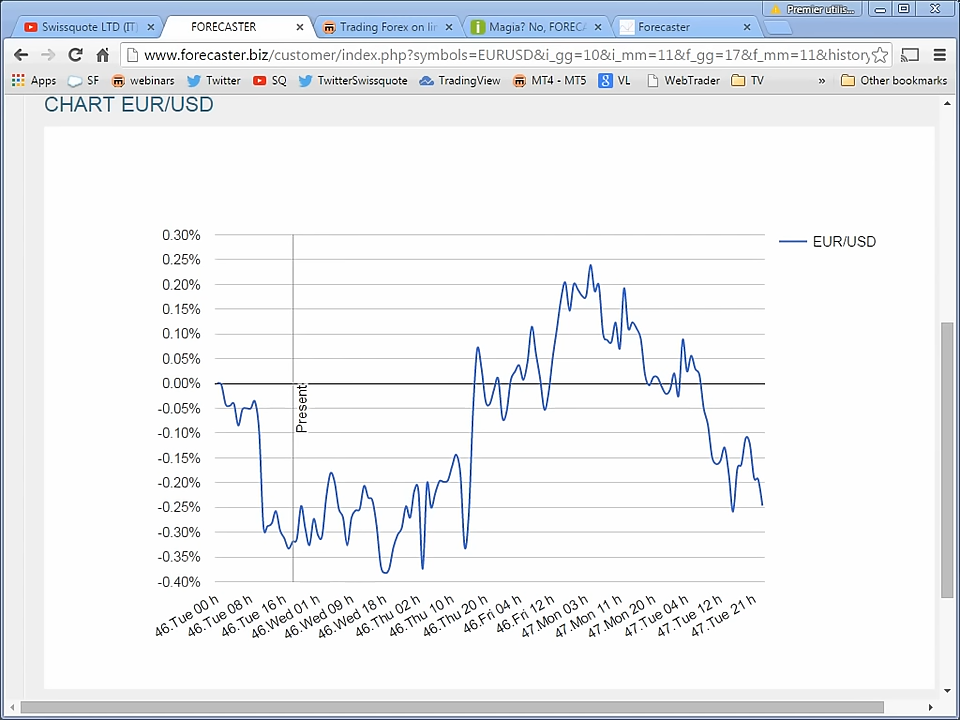 Premier utilis...
Swissquote LTD (IT)
FORECASTER
Trading Forex on lin
Magia? No, FORECA
Forecaster
www.forecaster.biz/customer/index.php?symbols=EURUSD&i_gg=10&i_mm=11&f_gg=17&f_mm=11&history
Apps SF webinars Twitter SQ TwitterSwissquote TradingView MT4 - MT5 VL WebTrader TV » Other bookmarks
CHART EUR/USD
0.30%
EUR/USD
0.25%
0.20%
0.15%
0.10%
0.05%
0.00%
-0.05%
Present
-0.10%
-0.15%
-0.20%
-0.25%
-0.30%
-0.35%
-0.40%
46.Tue 00 h
46.Tue 08 h
46.Tue 16 h
46.Wed 01 h
46.Wed 09 h
46.Wed 18 h
46.Thu 02 h
46.Thu 10 h
46.Thu 20 h
46.Fri 04 h
46.Fri 12 h
47.Mon 03 h
47.Mon 11 h
47.Mon 20 h
47.Tue 04 h
47.Tue 12 h
47.Tue 21 h